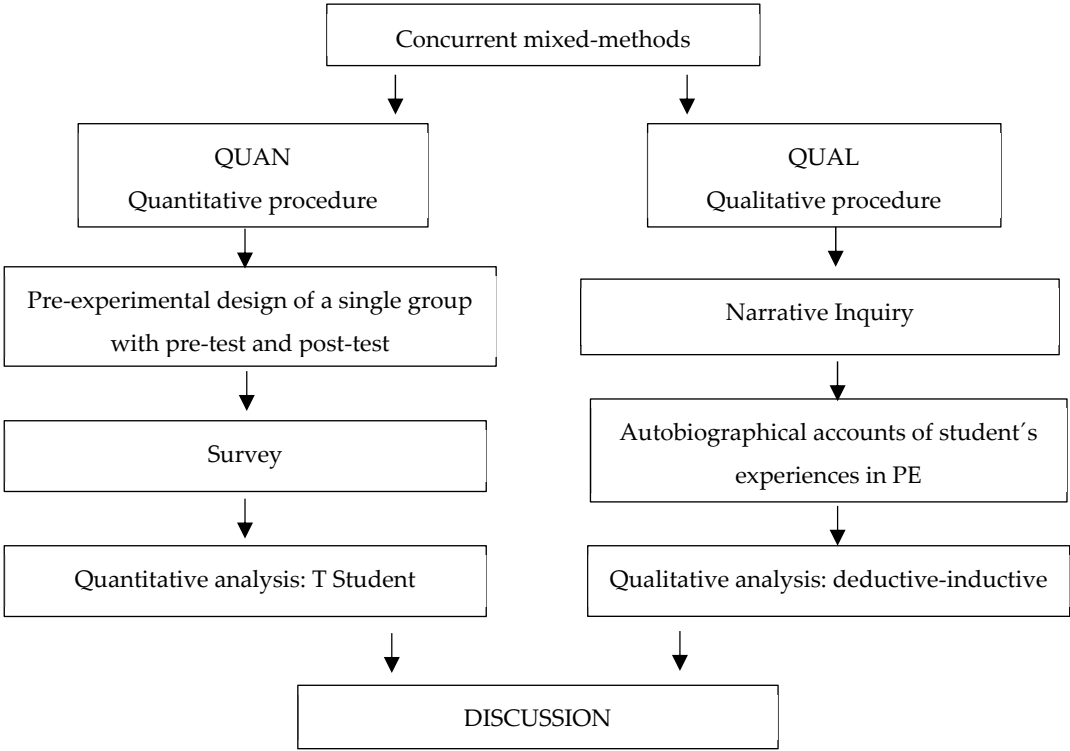 Concurrent mixed-methods
QUAN
Quantitative procedure
QUAL
Qualitative procedure
Pre-experimental design of a single group
with pre-test and post-test
Narrative Inquiry
Survey
Autobiographical accounts of student´s
experiences in PE
Quantitative analysis: T Student
Qualitative analysis: deductive-inductive
DISCUSSION